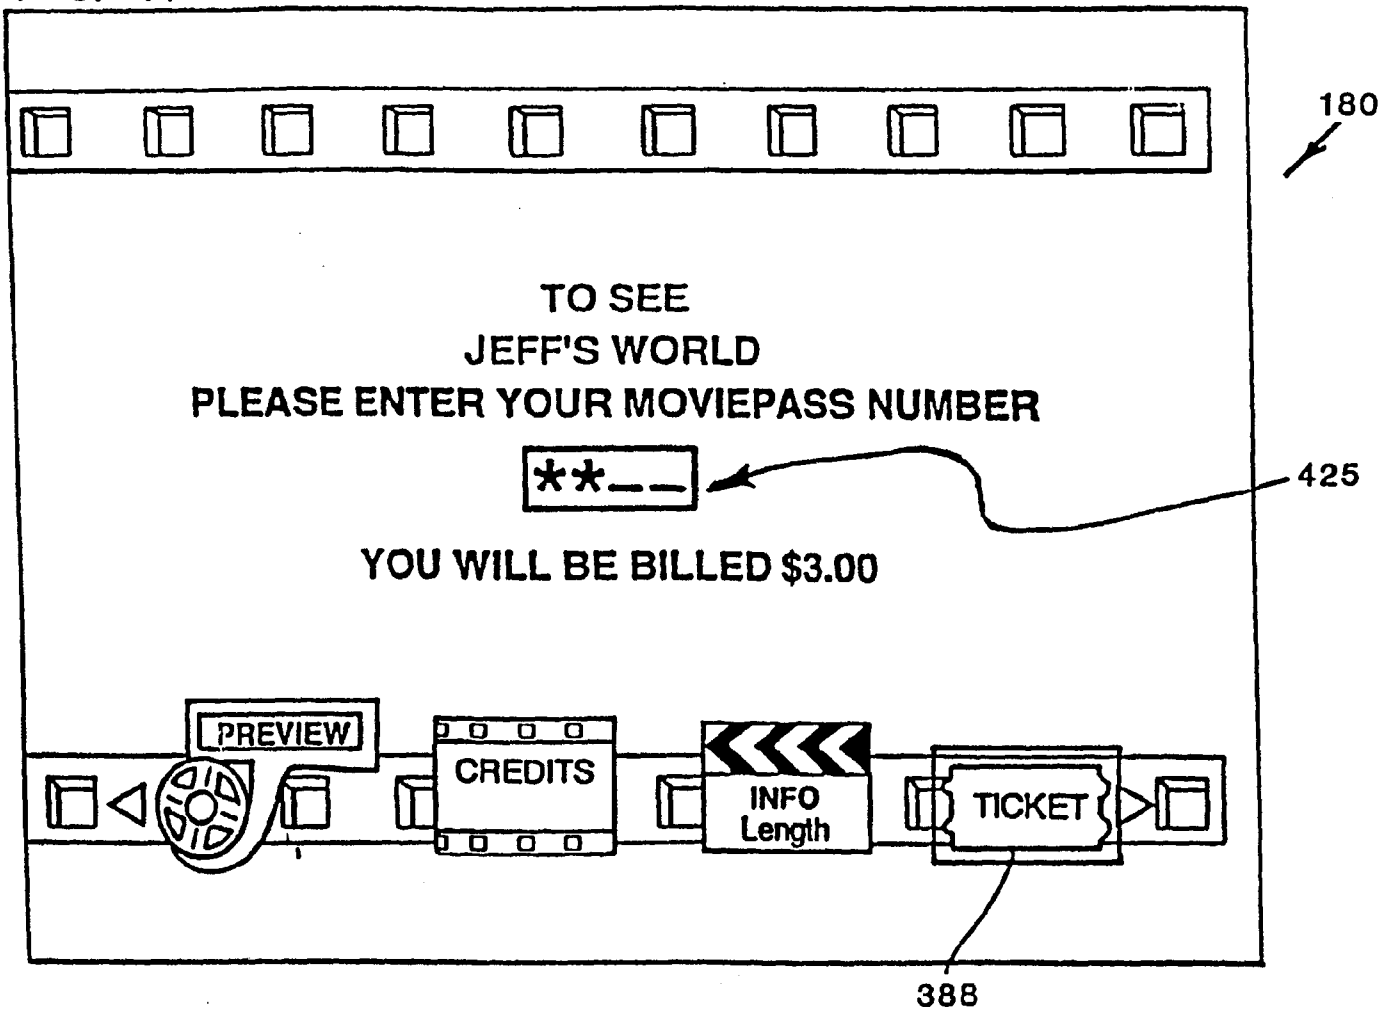 180
TO SEE
JEFF'S WORLD
PLEASE ENTER YOUR MOVIEPASS NUMBER
**__
425
YOU WILL BE BILLED $3.00
PREVIEW
CREDITS
INFO
Length
TICKET
388